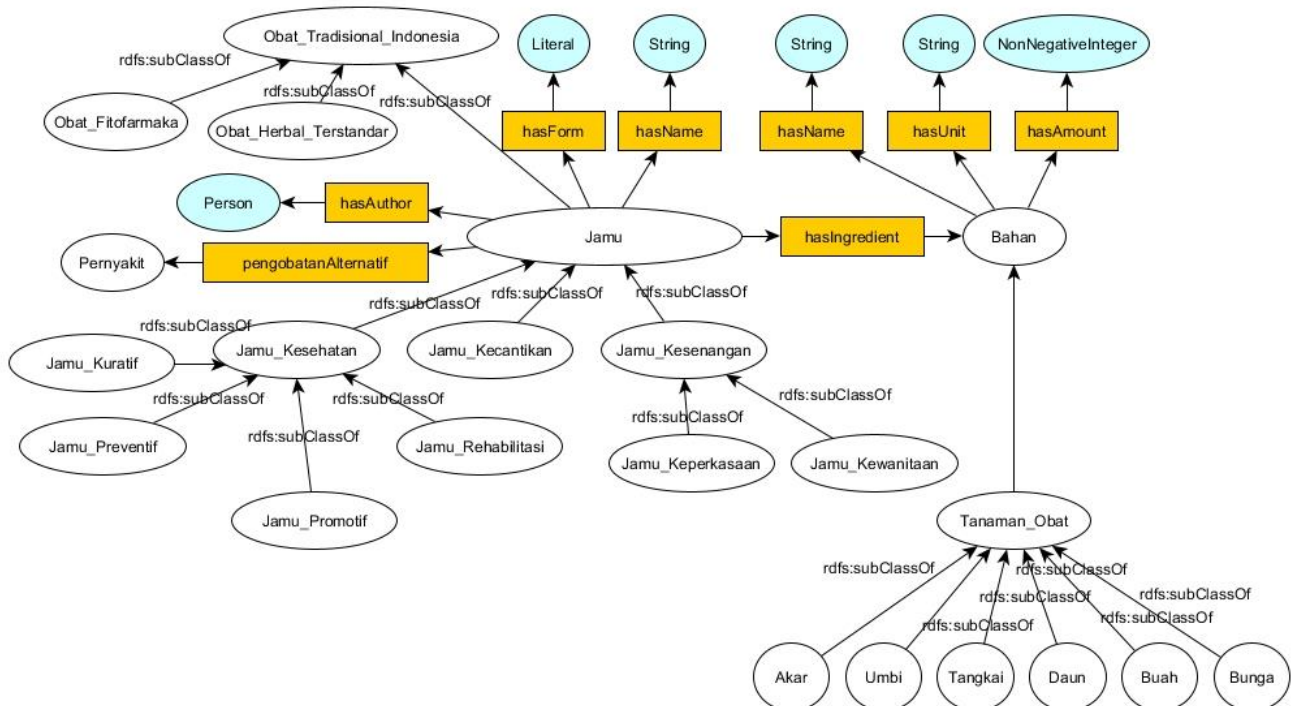 Obat_Tradisional_Indonesia
Literal
String
String
String
NonNegativeInteger
rdfs:subClassOf
rdfs:subClassOf
rdfs:subClassOf
Obat_Fitofarmaka
Obat_Herbal_Terstandar
hasForm
hasName
hasName
hasUnit
hasAmount
Person
hasAuthor
Jamu
hasIngredient
Bahan
Pernyakit
pengobatanAlternatif
rdfs:subClassOf
rdfs:subClassOf
rdfs:subClassOf
rdfs:subClassOf
Jamu_Kuratif
Jamu_Kesehatan
Jamu_Kecantikan
Jamu_Kesenangan
rdfs:subClassOf
rdfs:subClassOf
rdfs:subClassOf
rdfs:subClassOf
rdfs:subClassOf
Jamu_Preventif
Jamu_Rehabilitasi
Jamu_Keperkasaan
Jamu_Kewanitaan
Jamu_Promotif
Tanaman_Obat
rdfs:subClassOf
rdfs:subClassOf
rdfs:subClassOf
rdfs:subClassOf
rdfs:subClassOf
rdfs:subClassOf
Akar
Umbi
Tangkai
Daun
Buah
Bunga